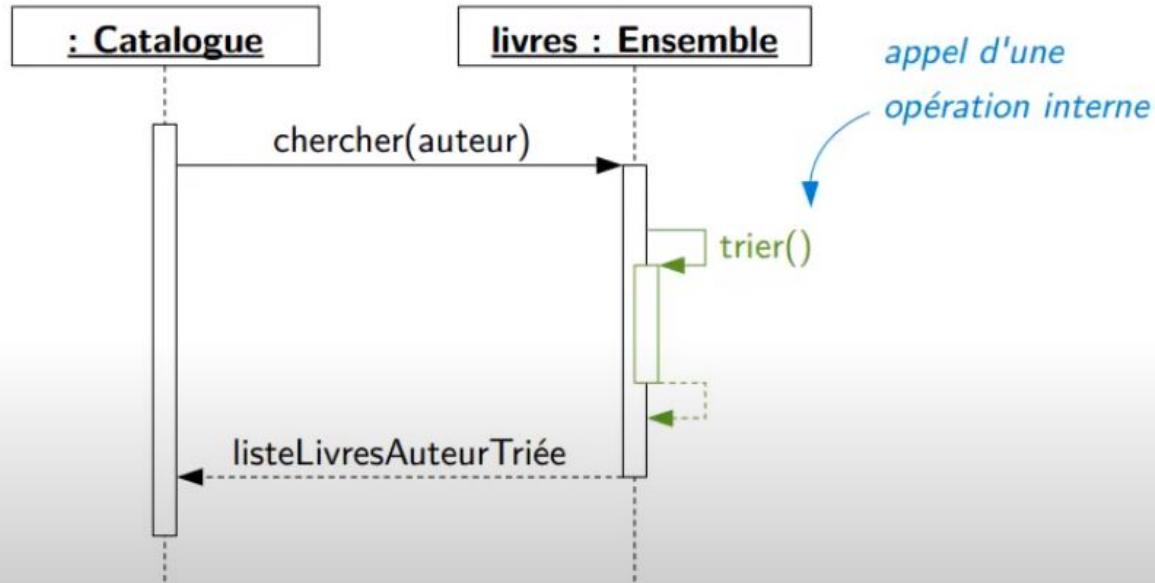 : Catalogue
livres : Ensemble
appel d'une
opération interne
chercher(auteur)
trier()
listeLivresAuteurTriée